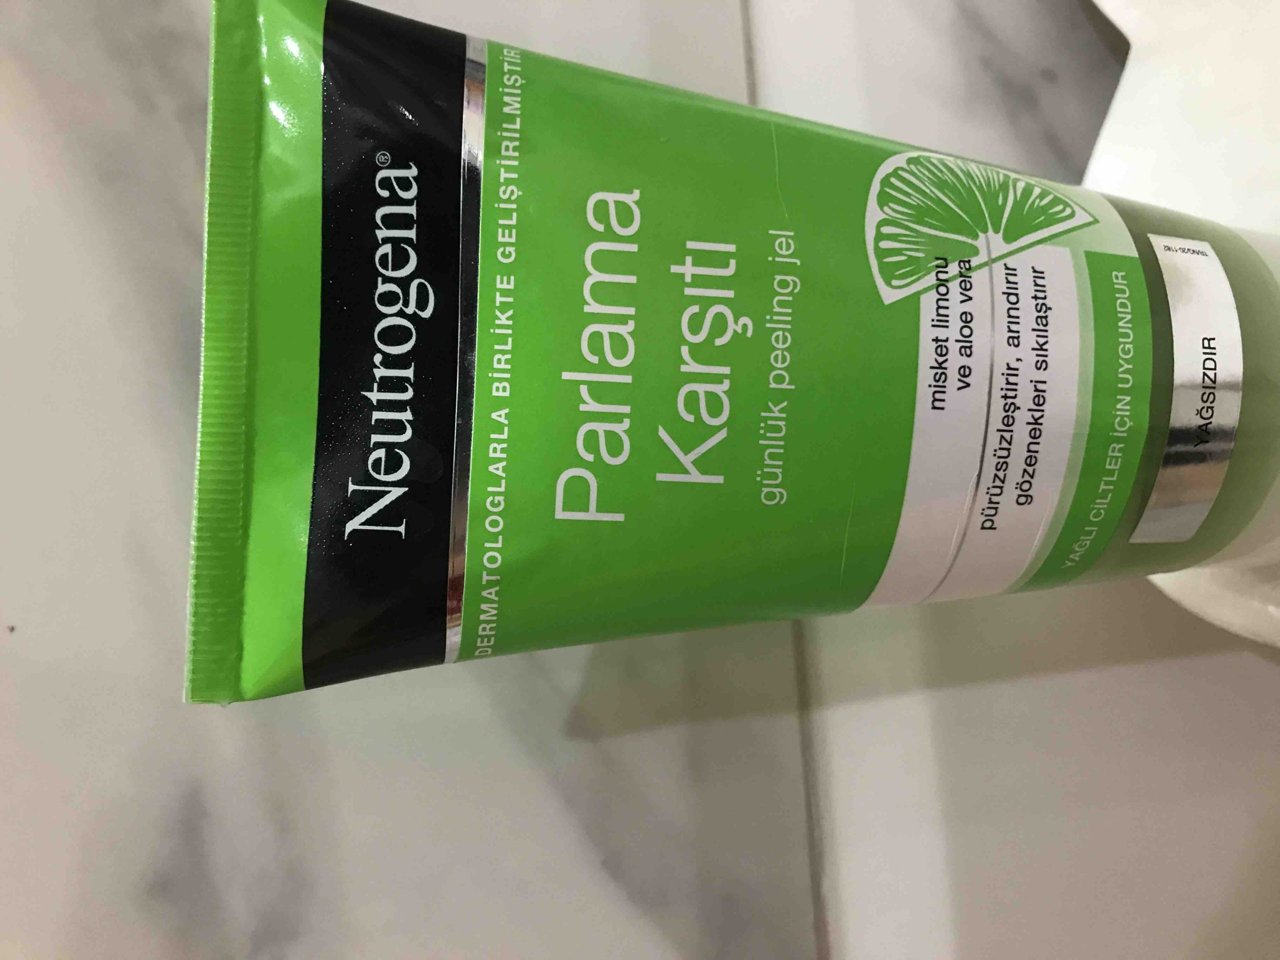 Neutrogena®
DERMATOLOGLARLA BİRLİKTE GELİŞTİRİLMİŞTİR
Parlama
Karşıtı
günlük peeling jel
misket limonu
ve aloe vera
pürüzsüzleştirir, arındırır
gözenekleri sıkılaştırır
YAĞLI CİLTLER İÇİN UYGUNDUR
YAĞSIZDIR